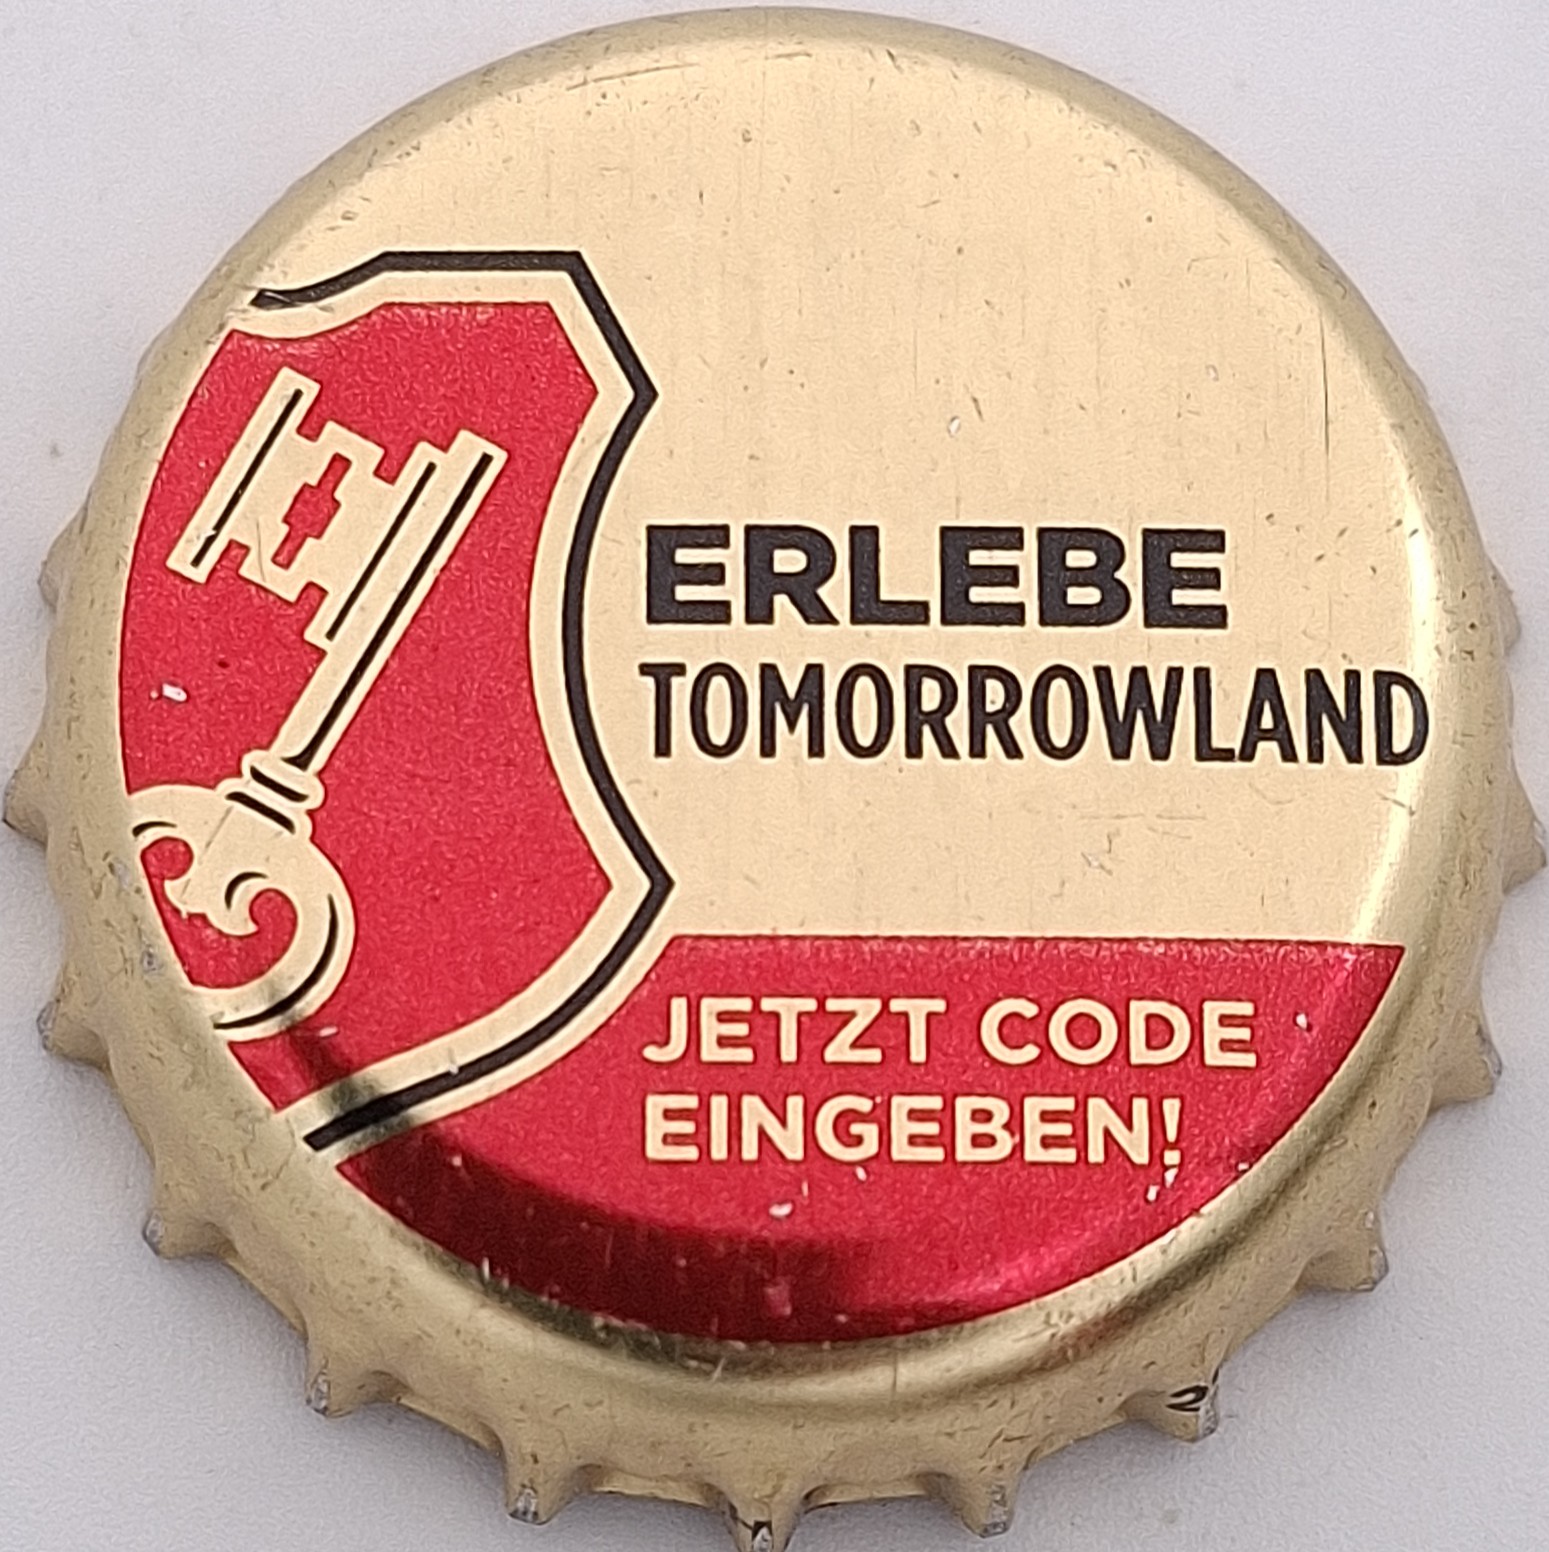 ERLEBE
TOMORROWLAND
JETZT CODE
EINGEBEN!